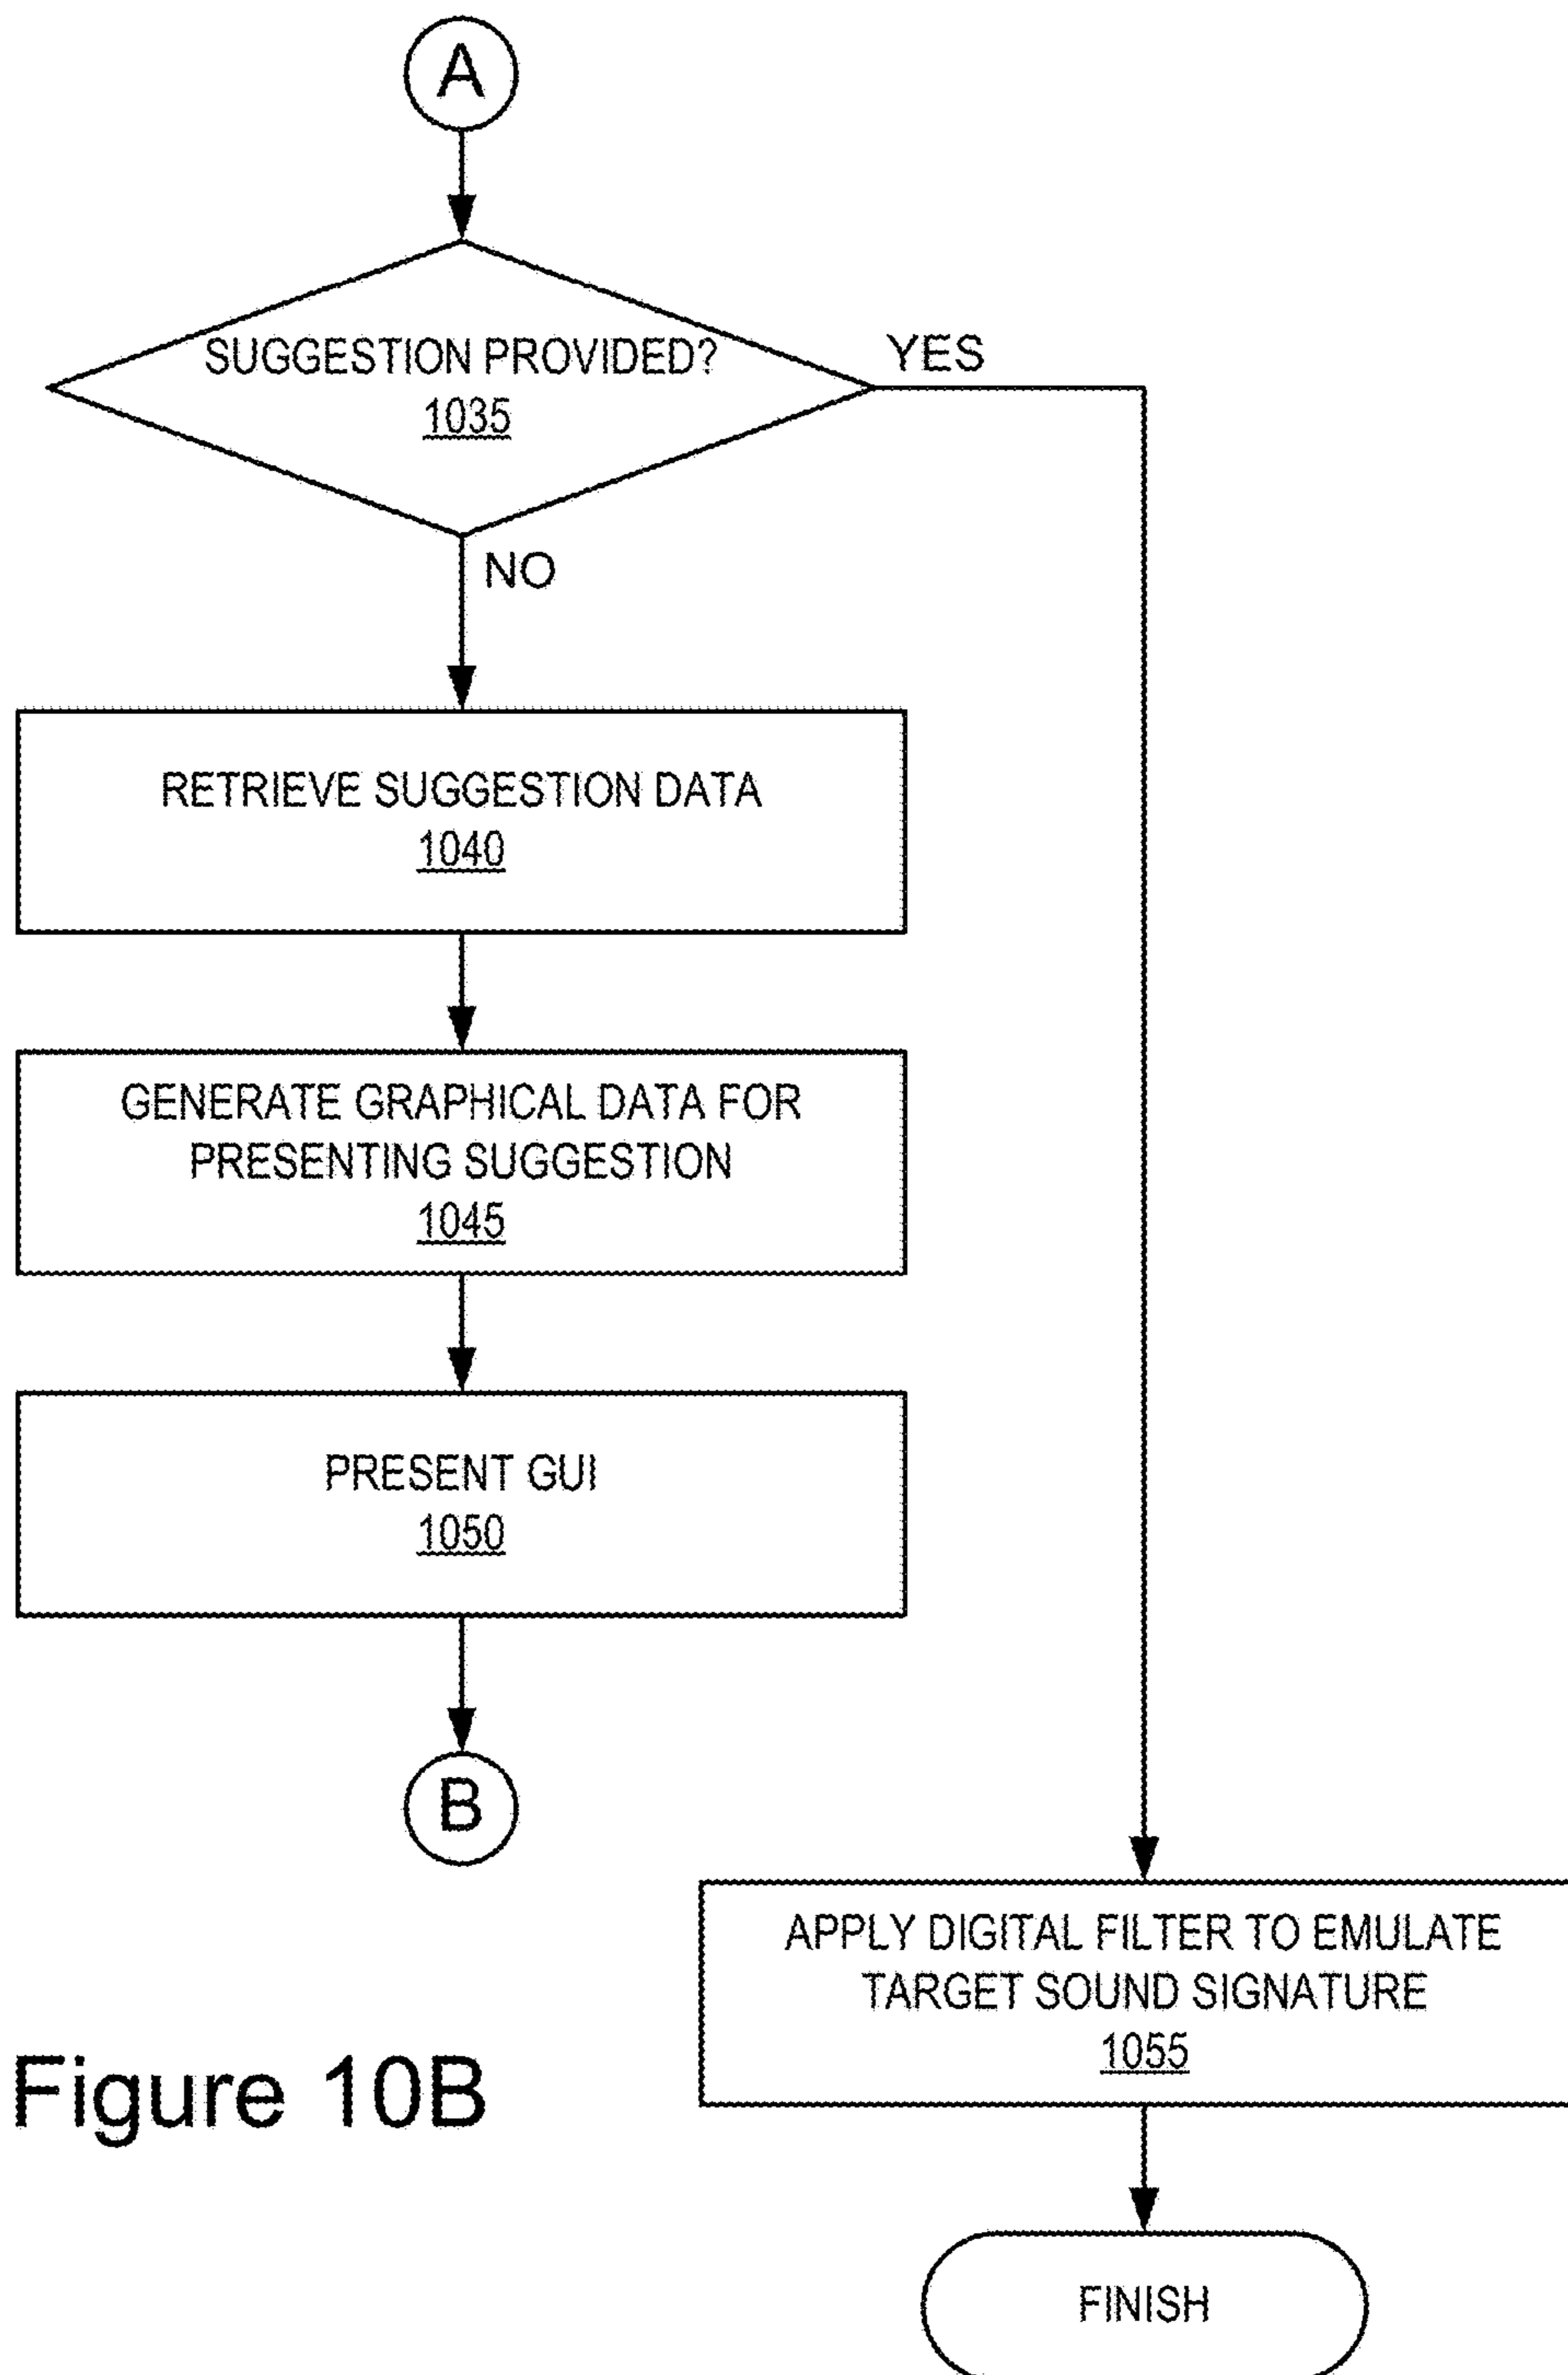 A
SUGGESTION PROVIDED?
1035
YES
NO
RETRIEVE SUGGESTION DATA
1040
GENERATE GRAPHICAL DATA FOR
PRESENTING SUGGESTION
1045
PRESENT GUI
1050
B
APPLY DIGITAL FILTER TO EMULATE
TARGET SOUND SIGNATURE
1055
Figure 10B
FINISH